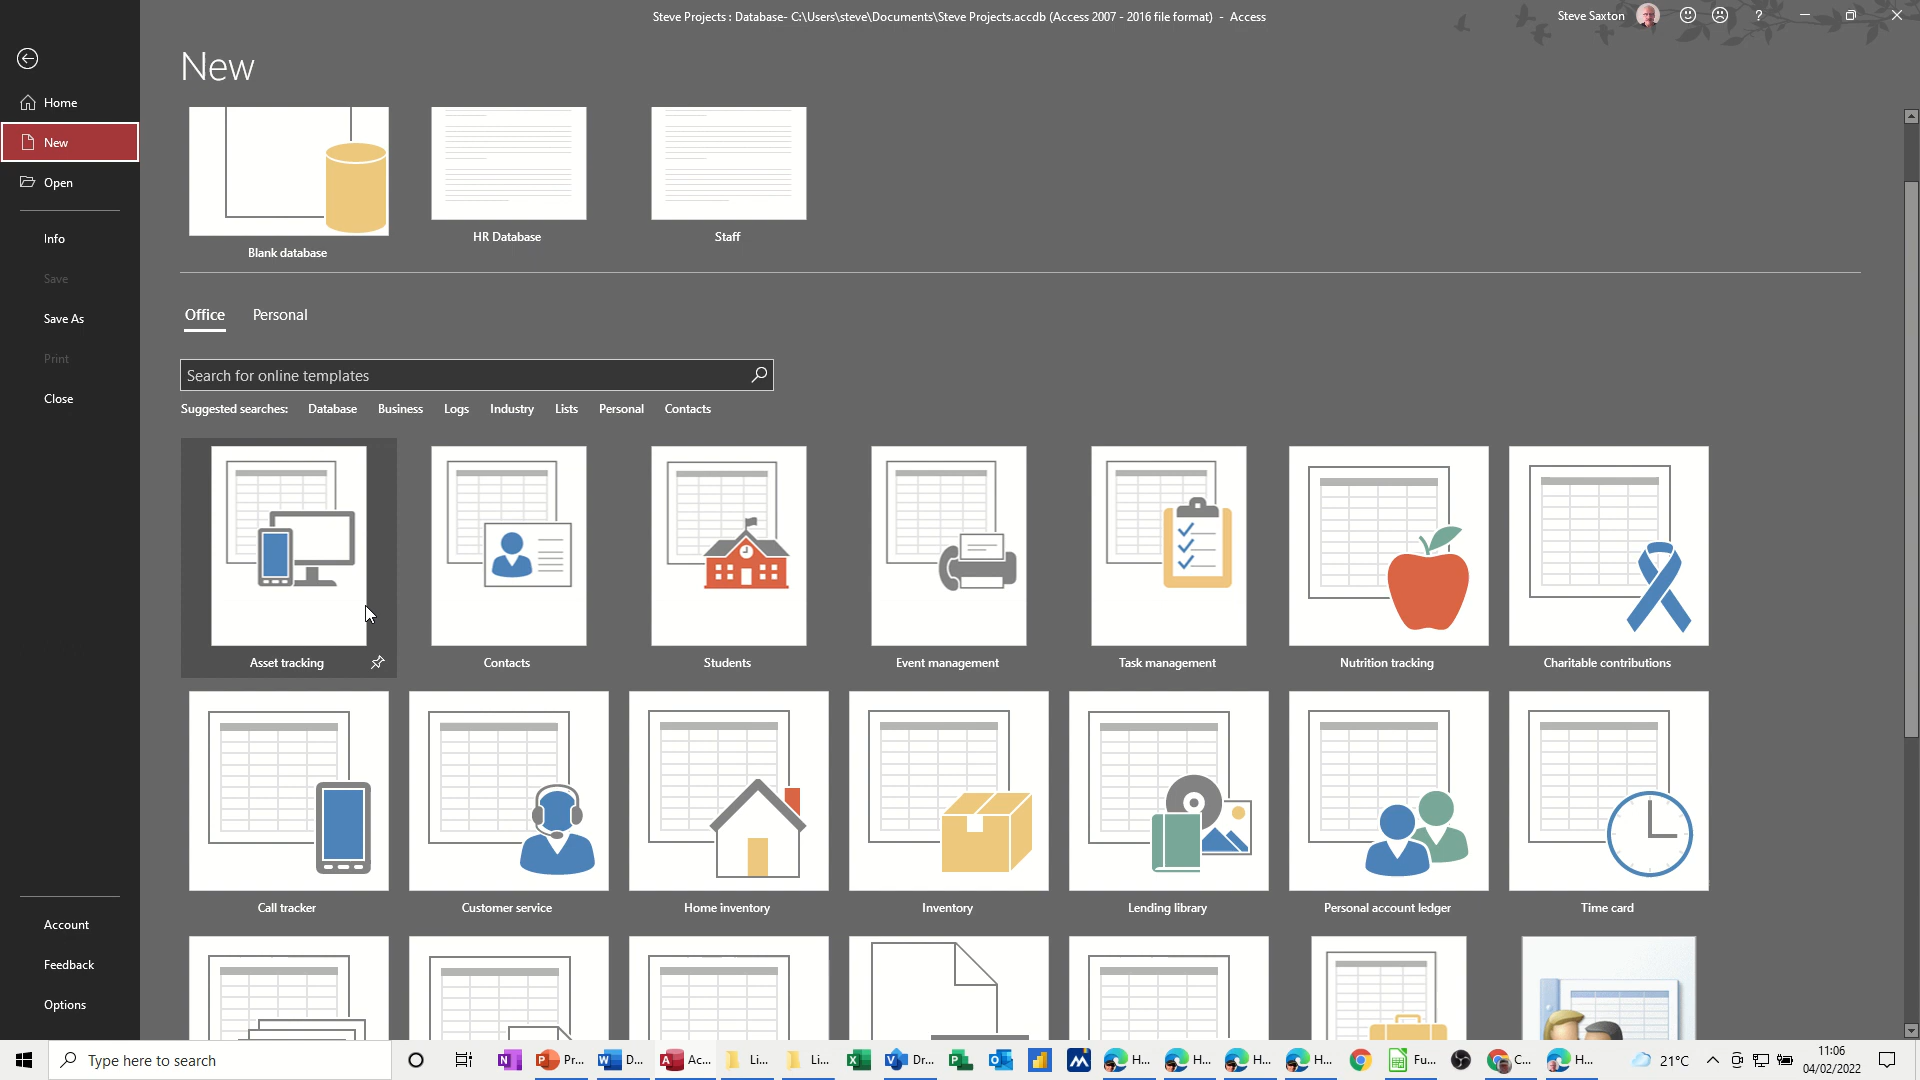 Steve Projects : Database- C:\Users\steve\Documents\Steve Projects.accdb (Access 2007 - 2016 file format) - Access
Steve Saxton
?
New
Home
New
Open
Info
Save
Save As
Print
Close
Account
Feedback
Options
Blank database
HR Database
Staff
Office
Personal
Search for online templates
Suggested searches: Database Business Logs Industry Lists Personal Contacts
Asset tracking
Contacts
Students
Event management
Task management
Nutrition tracking
Charitable contributions
Call tracker
Customer service
Home inventory
Inventory
Lending library
Personal account ledger
Time card
Type here to search
Pr...
D...
Ac...
Li...
Li...
Dr...
H...
H...
H...
H...
Fu...
C...
H...
21°C
11:06
04/02/2022